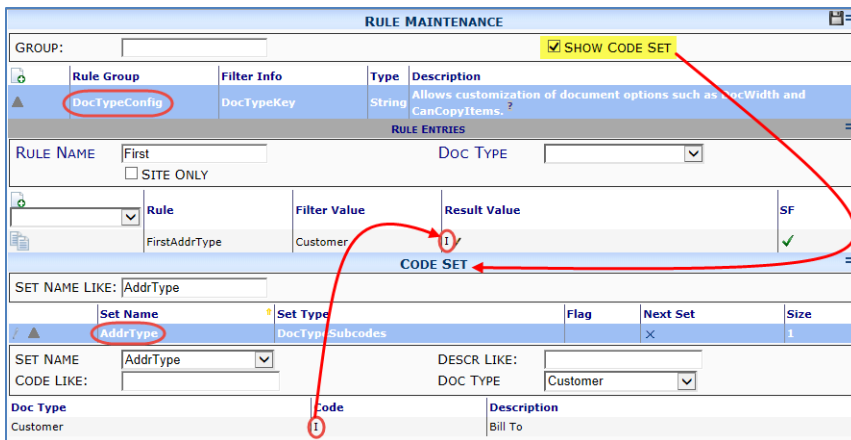 RULE MAINTENANCE
GROUP: SHOW CODE SET
Rule Group Filter Info Type Description
DocTypeConfig DocTypeKey String Allows customization of document options such as DocWidth and
CanCopyItems. ?
RULE ENTRIES
RULE NAME First DOC TYPE
SITE ONLY
Rule Filter Value Result Value SF
FirstAddrType Customer I
CODE SET
SET NAME LIKE: AddrType
Set Name Set Type Flag Next Set Size
AddrType DocTypeSubcodes 1
SET NAME AddrType DESCR LIKE:
CODE LIKE: DOC TYPE Customer
Doc Type Code Description
Customer I Bill To